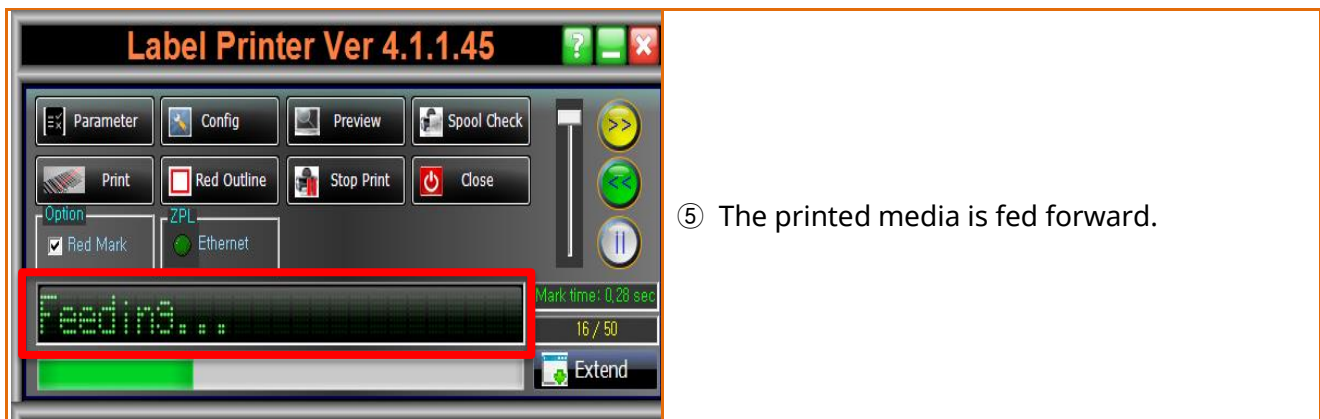 Label Printer Ver 4.1.1.45
?
Parameter Config Preview Spool Check
>>
Print Red Outline Stop Print Close
<<
Option ZPL
Red Mark Ethernet
Feeding...
Mark time: 0,28 sec
16 / 50
Extend
⑤ The printed media is fed forward.